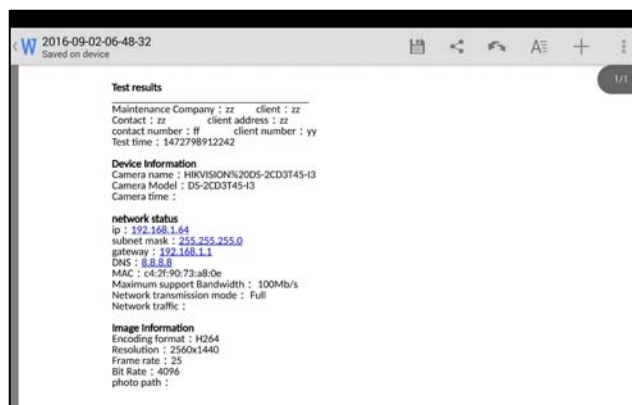 W 2016-09-02-06-48-32
Saved on device
1/1
Test results
Maintenance Company : zz client : zz
Contact : zz client address : zz
contact number : ff client number : yy
Test time : 1472798912242
Device Information
Camera name : HIKVISION%20DS-2CD3T45-I3
Camera Model : DS-2CD3T45-I3
Camera time :
network status
ip : 192.168.1.64
subnet mask : 255.255.255.0
gateway : 192.168.1.1
DNS : 8.8.8.8
MAC : c4:2f:90:73:a8:0e
Maximum support Bandwidth : 100Mb/s
Network transmission mode : Full
Network traffic :
Image Information
Encoding format : H264
Resolution : 2560x1440
Frame rate : 25
Bit Rate : 4096
photo path :